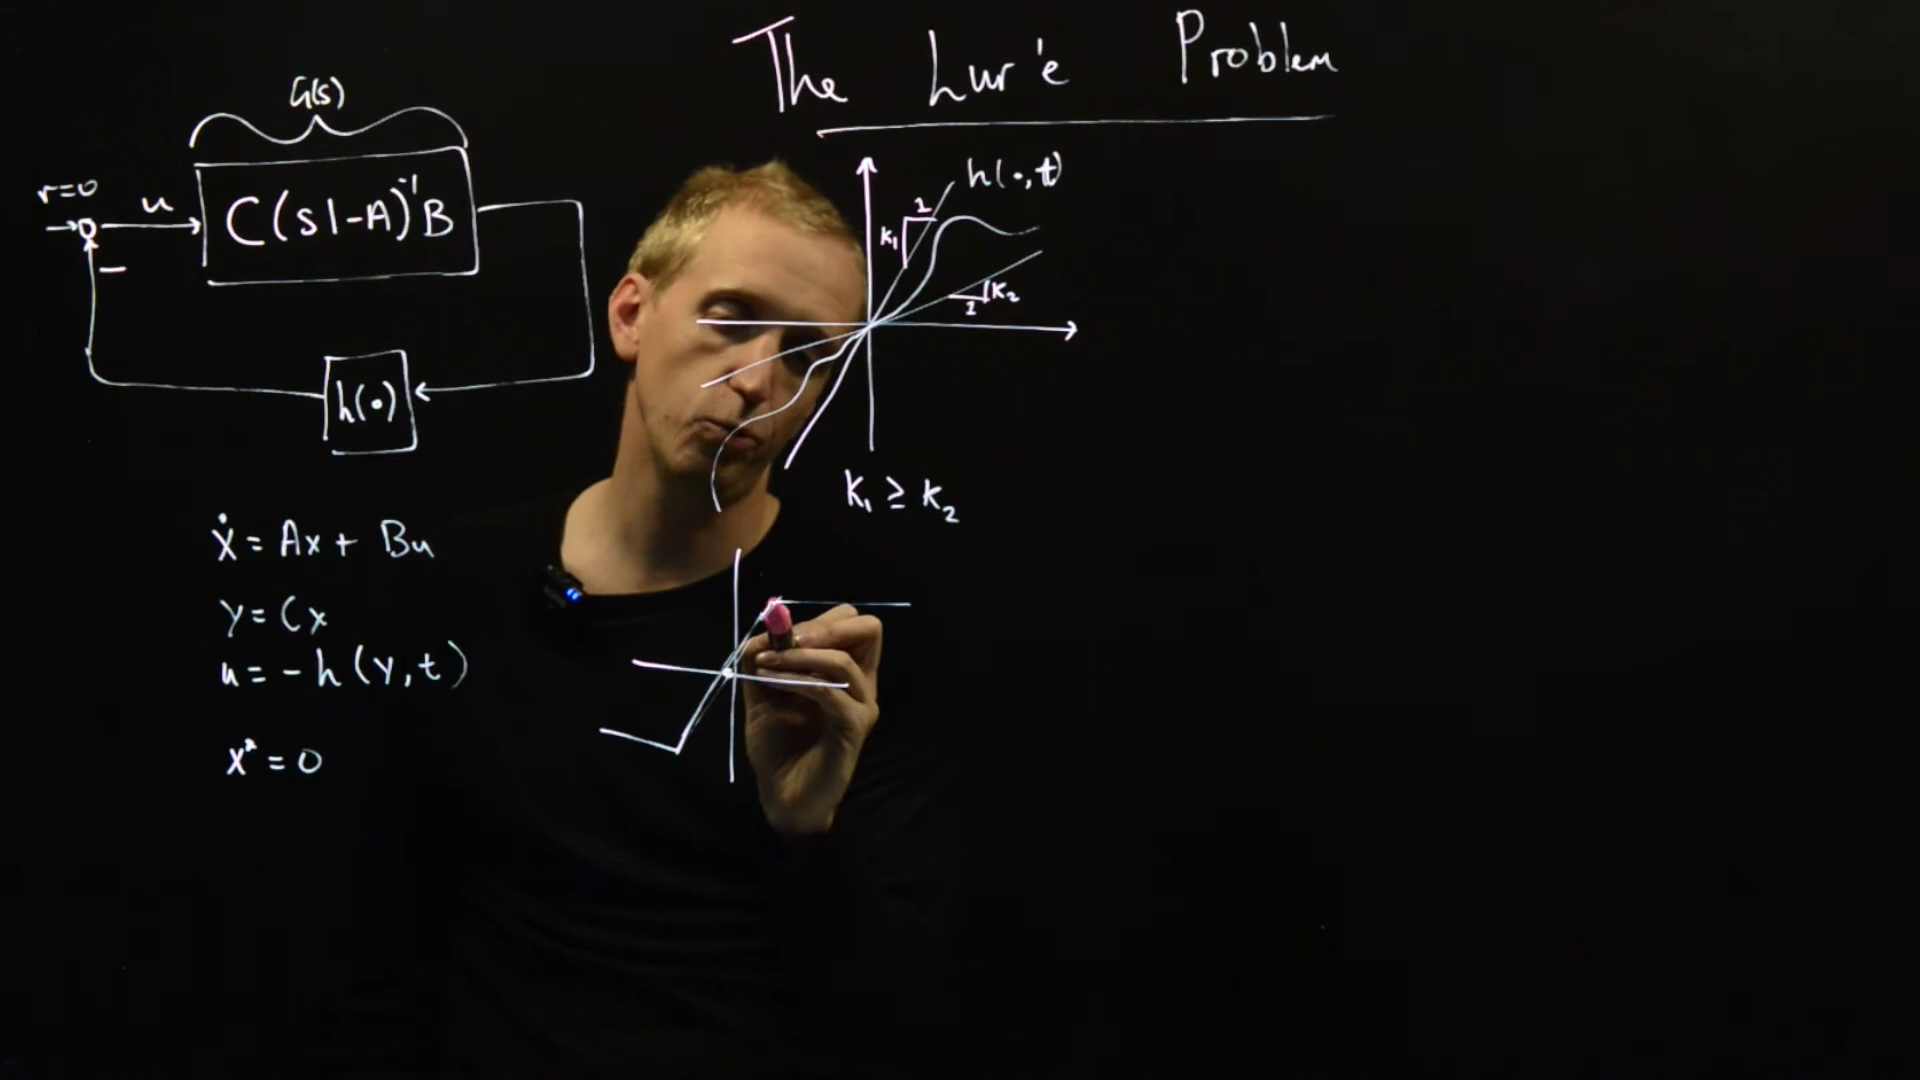 The Lur'e Problem
G(s)
r=0
u
C(sI-A)⁻¹B
−
h(·)
h(·,t)
1
K₁
K₂
1
K₁ ≥ K₂
ẋ = Ax + Bu
y = Cx
u = -h(y,t)
x* = 0